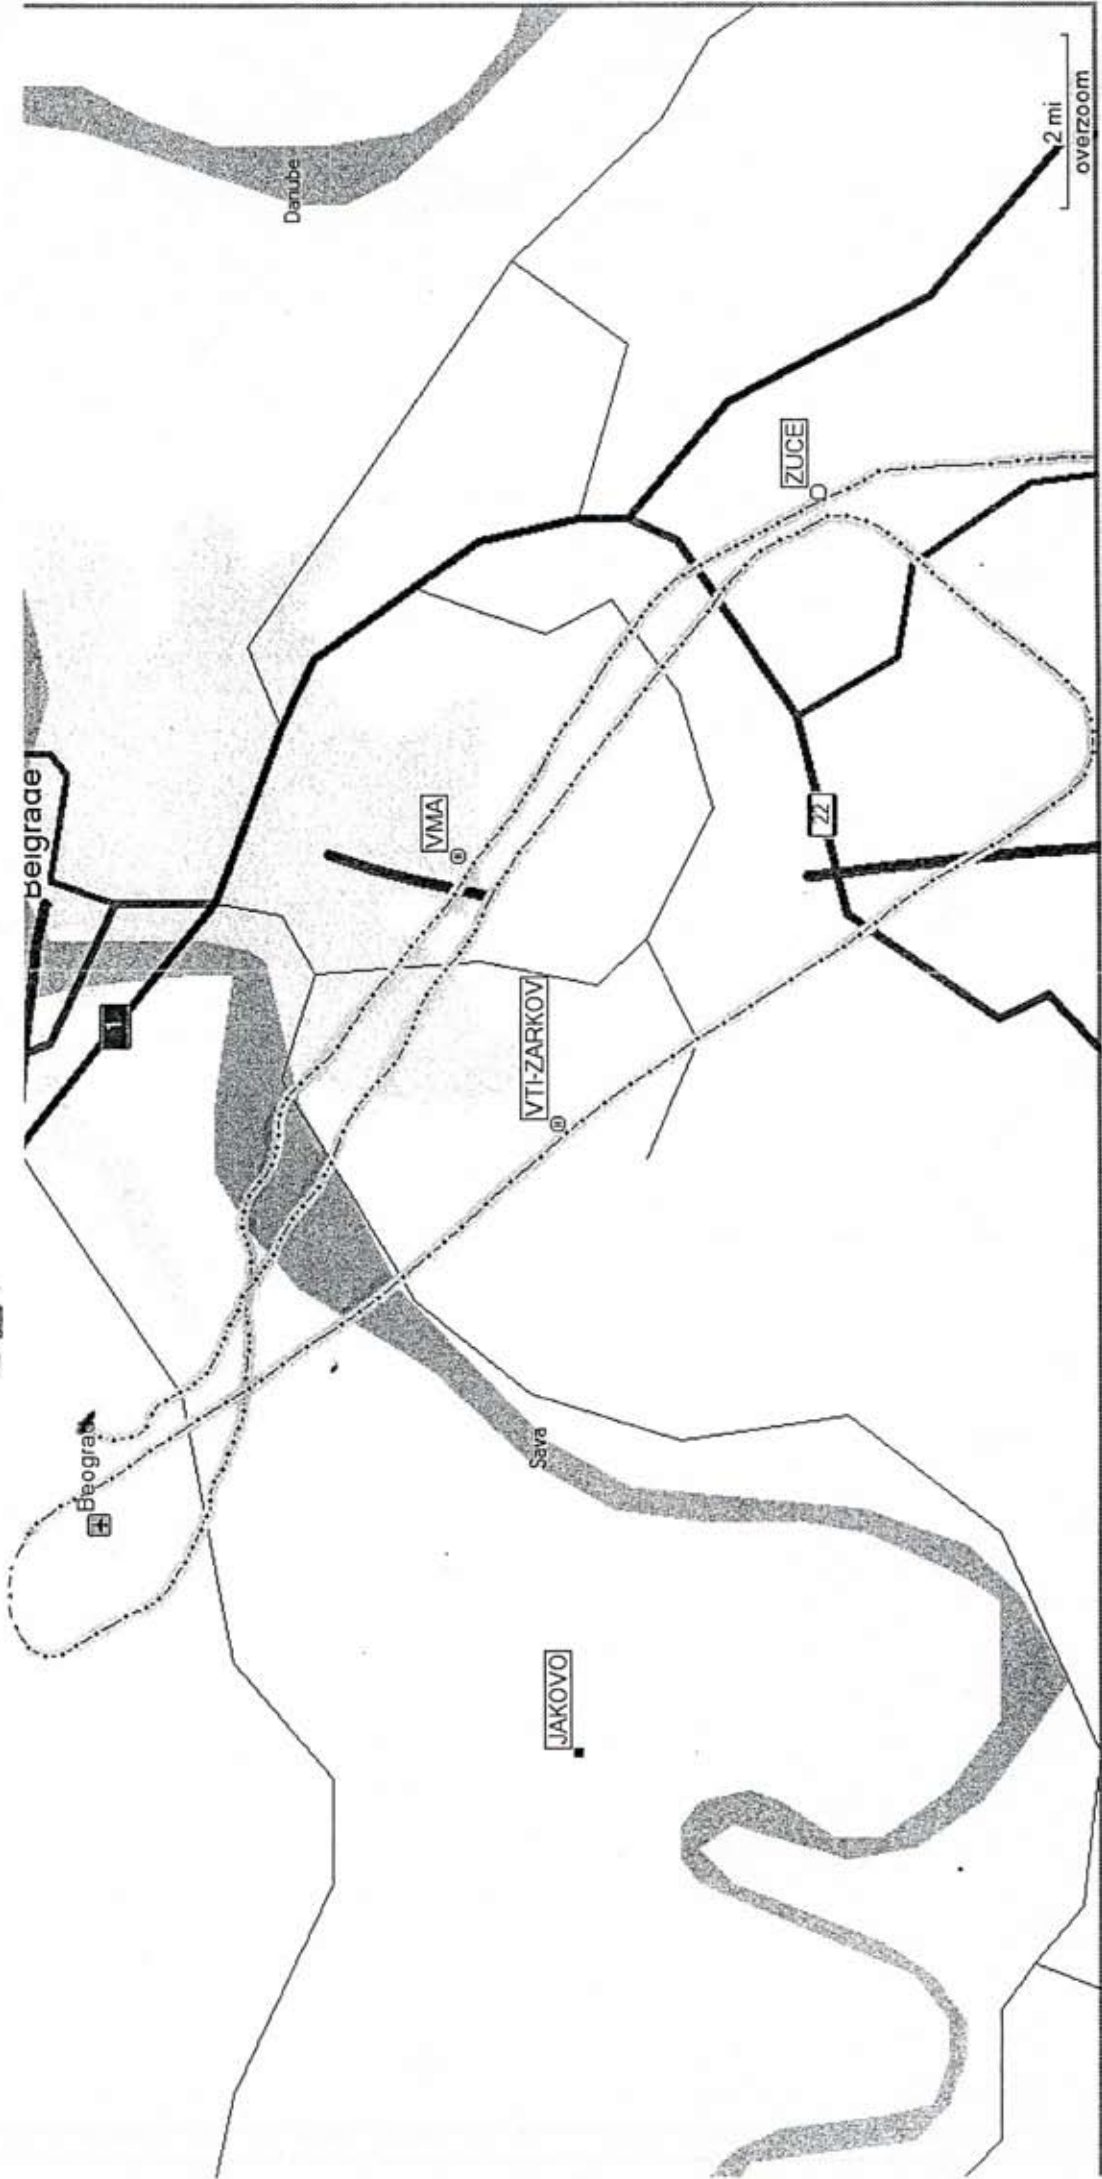 Danube
Belgrade
1
VMA
ZUCE
22
VTI-ZARKOV
Beograd
Sava
JAKOVO
2 mi
overzoom